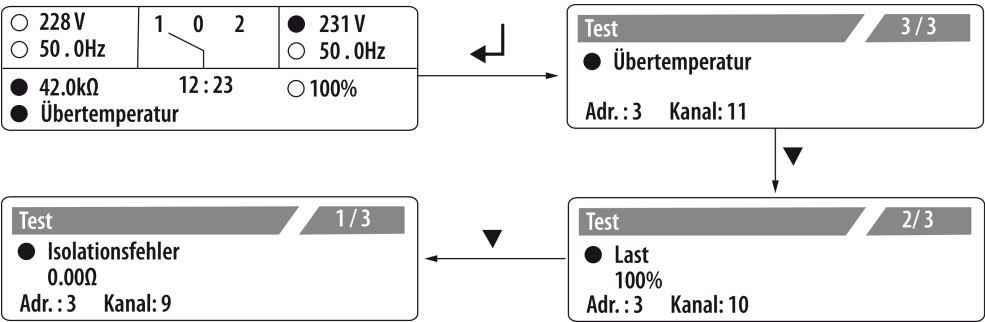 228 V
50 . 0Hz
1 0 2
231 V
50 . 0Hz
42.0kΩ
12 : 23
100%
Übertemperatur
Test 3 / 3
Übertemperatur
Adr. : 3 Kanal: 11
Test 2/ 3
Last
100%
Adr. : 3 Kanal: 10
Test 1 / 3
Isolationsfehler
0.00Ω
Adr. : 3 Kanal: 9